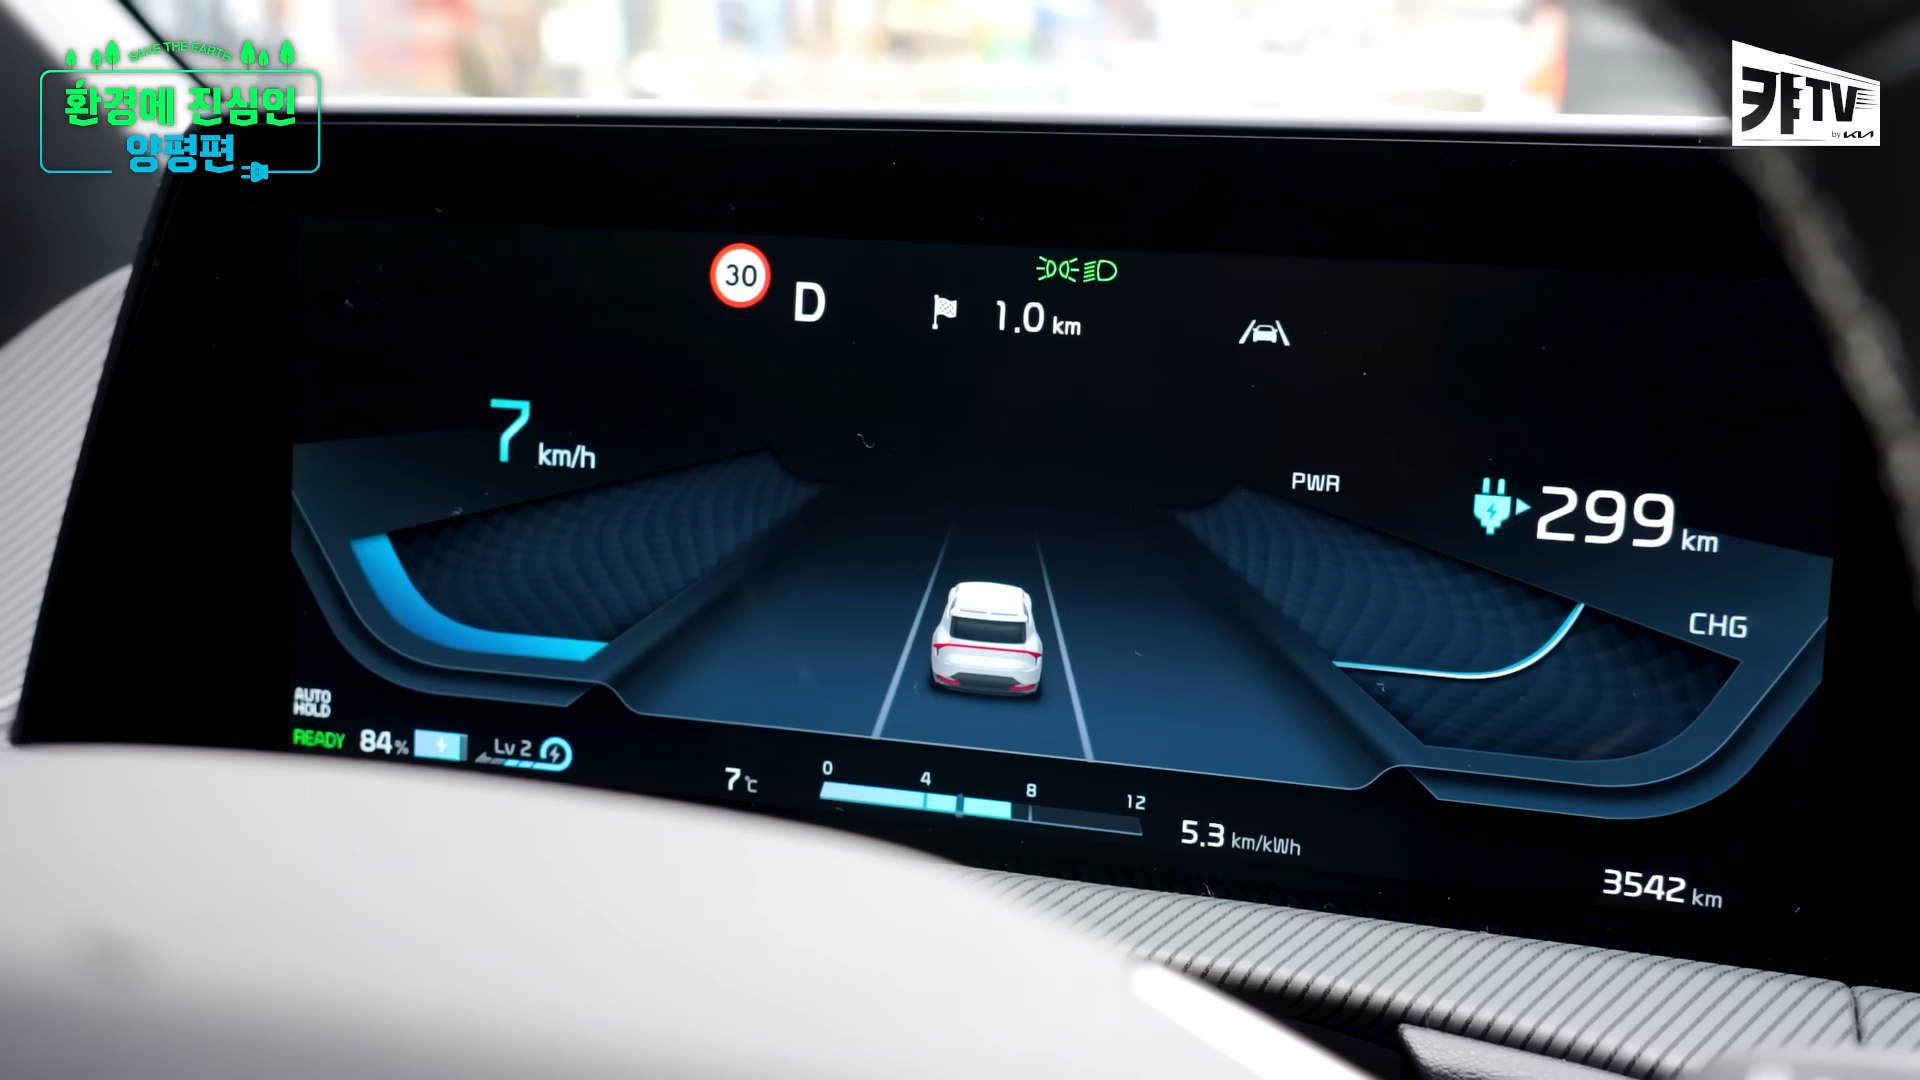 SAVE THE EARTH
환경에 진심인
양평편
캬TV
by KIA
30
D
1.0 km
7 km/h
PWR
299 km
CHG
AUTO
HOLD
READY
84%
Lv 2
7℃
0 4 8 12
5.3 km/kWh
3542 km